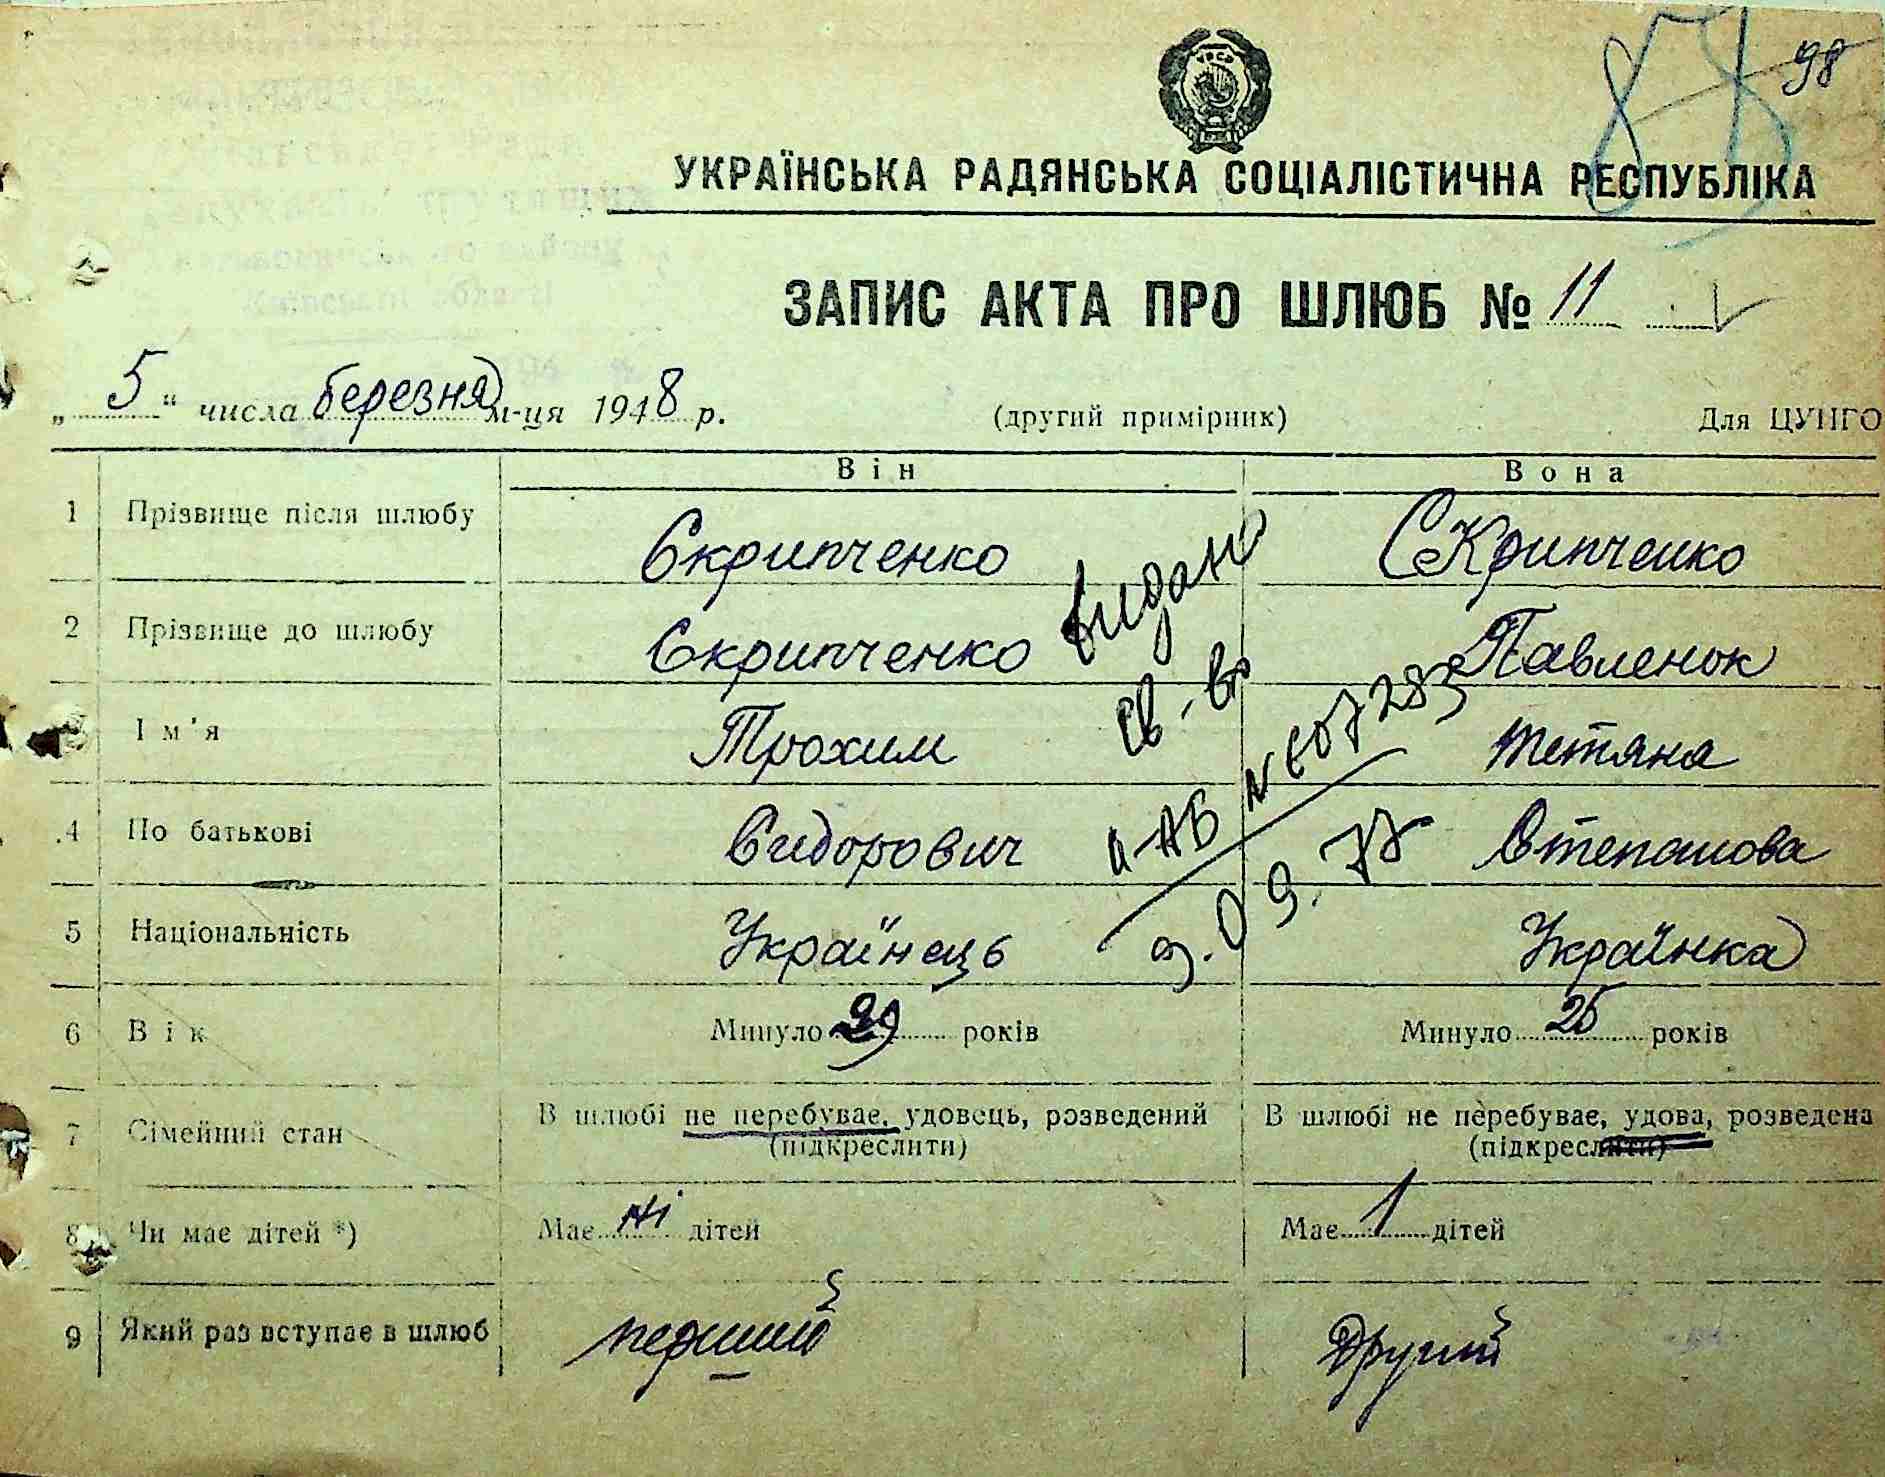 98
УКРАЇНСЬКА РАДЯНСЬКА СОЦІАЛІСТИЧНА РЕСПУБЛІКА
ЗАПИС АКТА ПРО ШЛЮБ № 11
„ 5 “ числа березня м-ця 1948 р. (другий примірник) Для ЦУНГО
Він Вона
1 Прізвище після шлюбу Скрипченко Скрипченко
2 Прізвище до шлюбу Скрипченко Павленок
3 Ім'я Трохим Тетяна
4 По батькові Сидорович Степанова
5 Національність Українець Українка
6 Вік Минуло 29 років Минуло 25 років
7 Сімейний стан В шлюбі не перебуває, удовець, розведений В шлюбі не перебуває, удова, розведена
(підкреслити) (підкреслити)
8 Чи має дітей *) Має ні дітей Має 1 дітей
9 Який раз вступає в шлюб перший Другий
видано
св-во